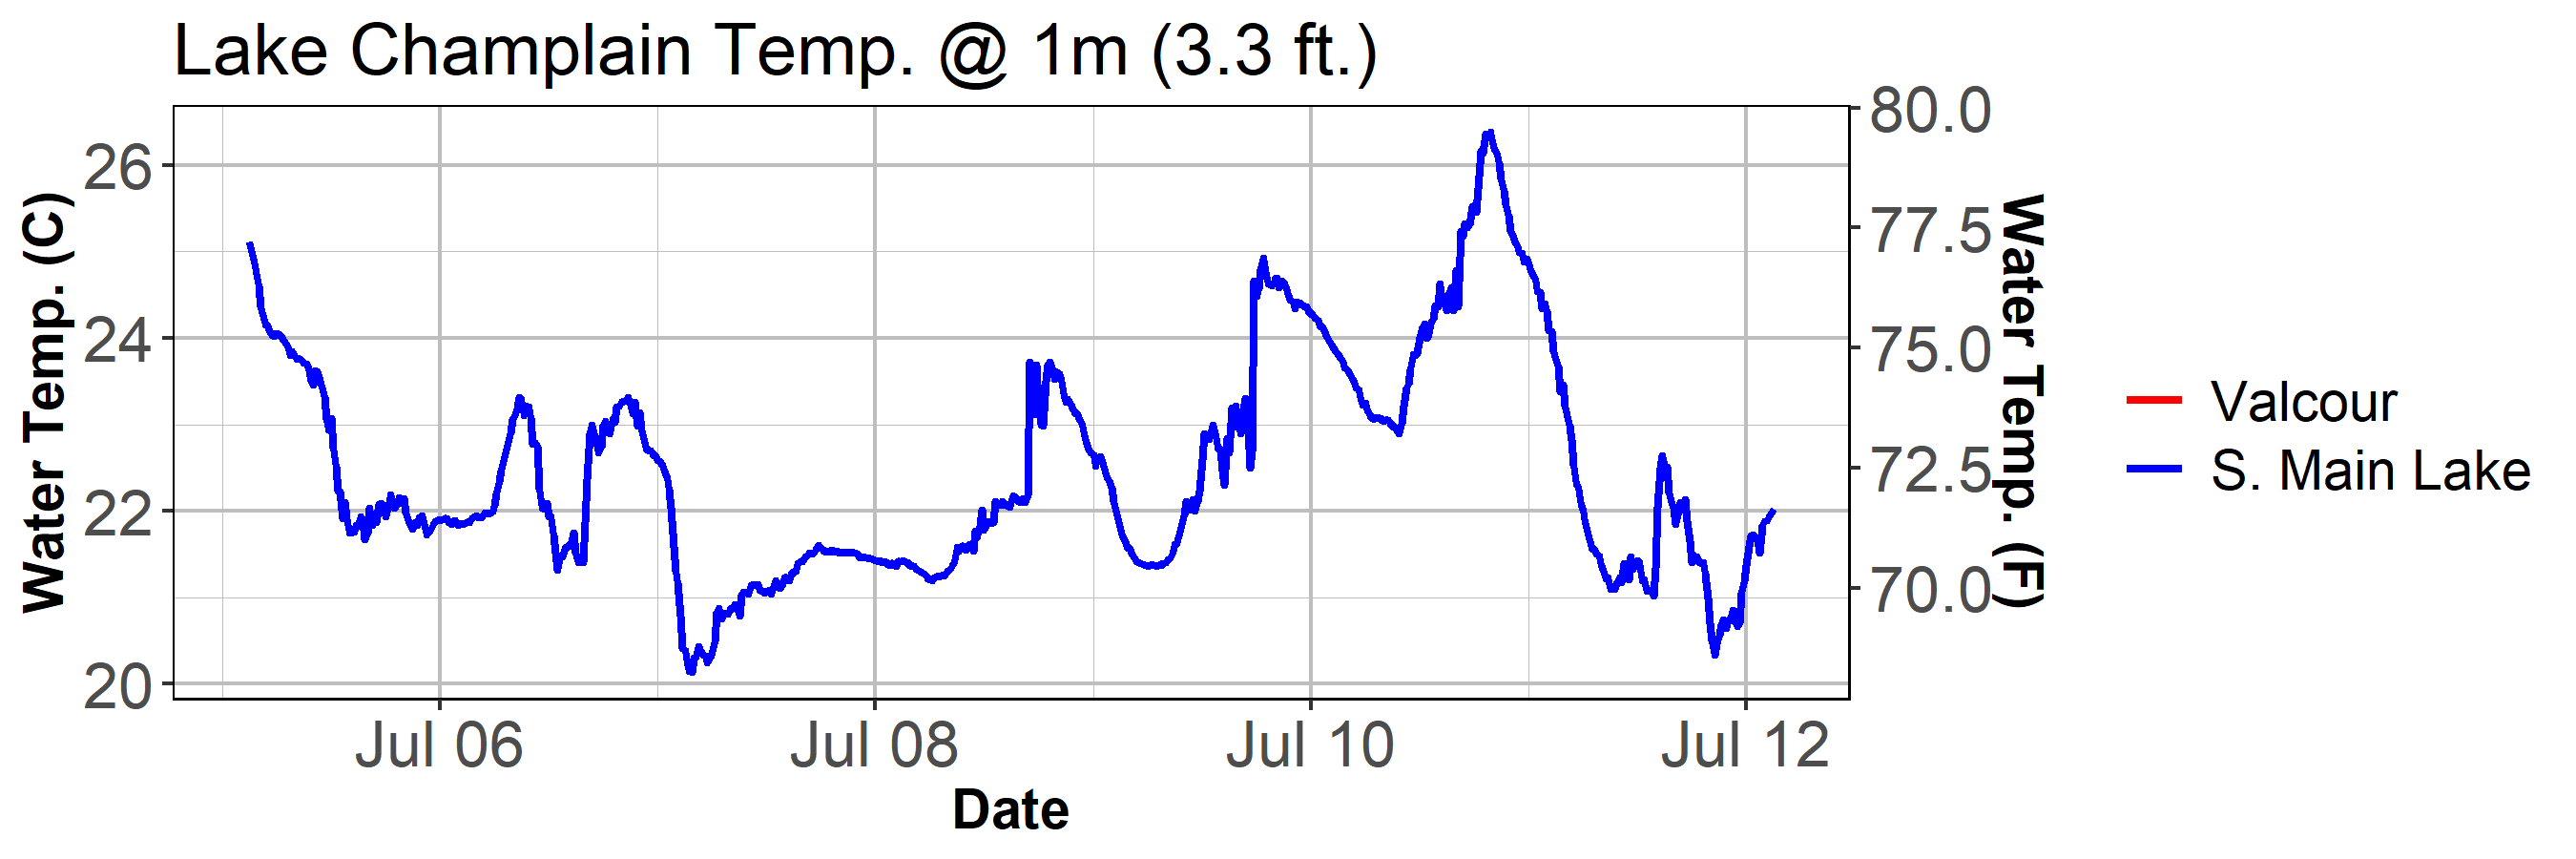 Lake Champlain Temp. @ 1m (3.3 ft.)
Water Temp. (C)
26
24
22
20
80.0
77.5
75.0
72.5
70.0
Water Temp. (F)
Jul 06
Jul 08
Jul 10
Jul 12
Date
Valcour
S. Main Lake